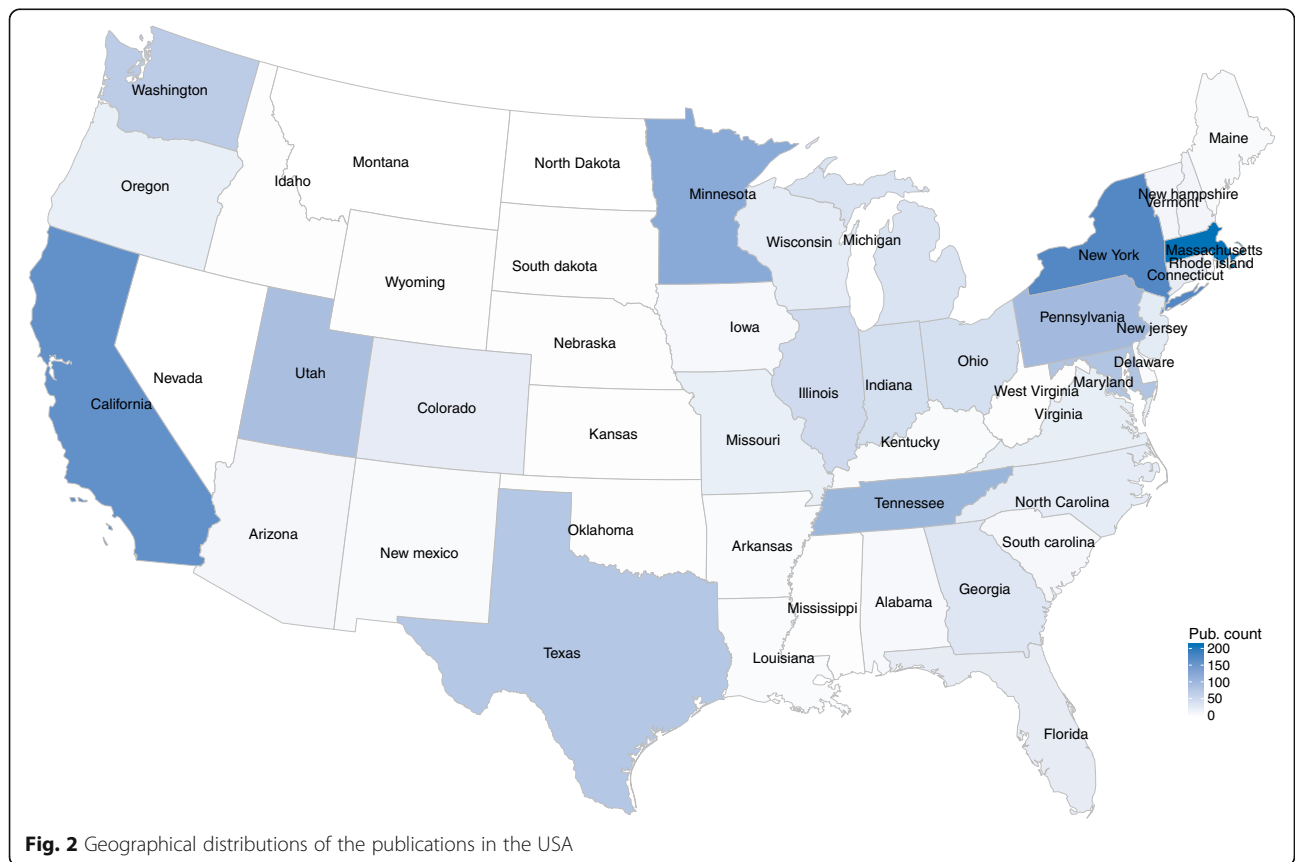 Washington
Oregon
Idaho
Montana
North Dakota
Minnesota
Wisconsin
Michigan
Maine
New hampshire
Vermont
Massachusetts
Rhode island
Connecticut
New York
South dakota
Wyoming
Nebraska
Iowa
Pennsylvania
New jersey
Delaware
Maryland
West Virginia
Virginia
Ohio
Indiana
Illinois
Nevada
Utah
Colorado
California
Kansas
Missouri
Kentucky
Tennessee
North Carolina
South carolina
Arizona
New mexico
Oklahoma
Arkansas
Mississippi
Alabama
Georgia
Texas
Louisiana
Florida
Pub. count
200
150
100
50
0
Fig. 2 Geographical distributions of the publications in the USA